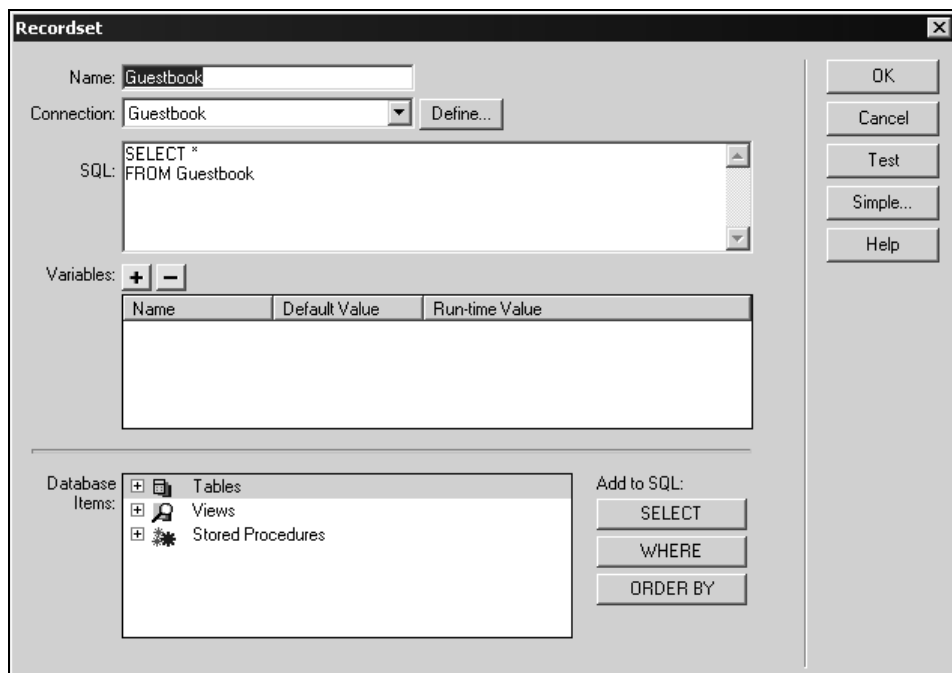 Recordset
Name: Guestbook
Connection: Guestbook Define...
SQL: SELECT *
FROM Guestbook
Variables: + −
Name Default Value Run-time Value
Database Items:
Tables
Views
Stored Procedures
Add to SQL:
SELECT
WHERE
ORDER BY
OK
Cancel
Test
Simple...
Help